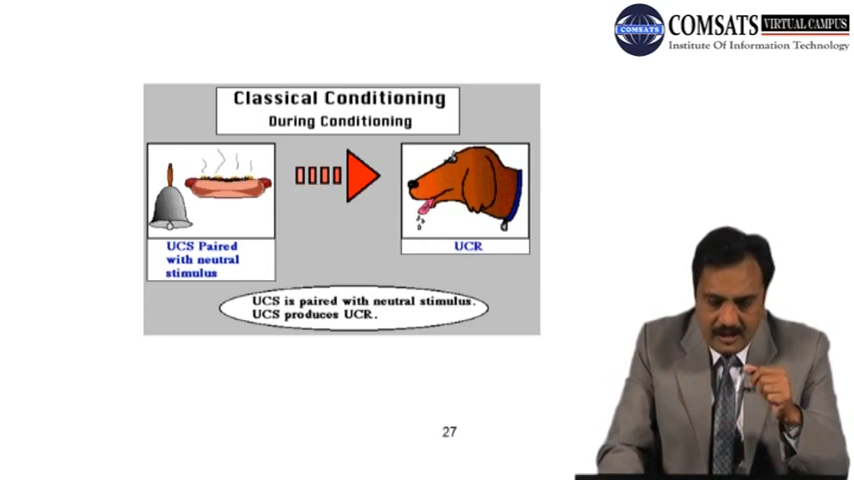 COMSATS VIRTUAL CAMPUS
COMSATS
Institute Of Information Technology
Classical Conditioning
During Conditioning
UCS Paired
with neutral
stimulus
UCR
UCS is paired with neutral stimulus.
UCS produces UCR.
27